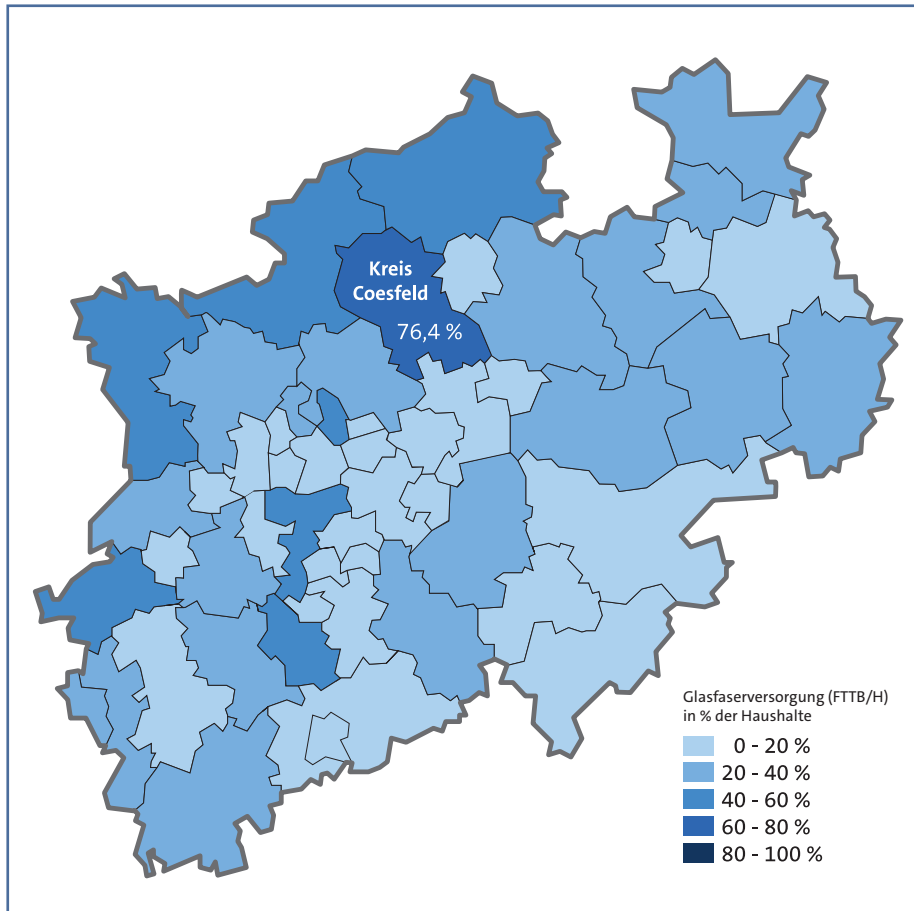 Kreis
Coesfeld
76,4 %
Glasfaserversorgung (FTTB/H)
in % der Haushalte
0 - 20 %
20 - 40 %
40 - 60 %
60 - 80 %
80 - 100 %